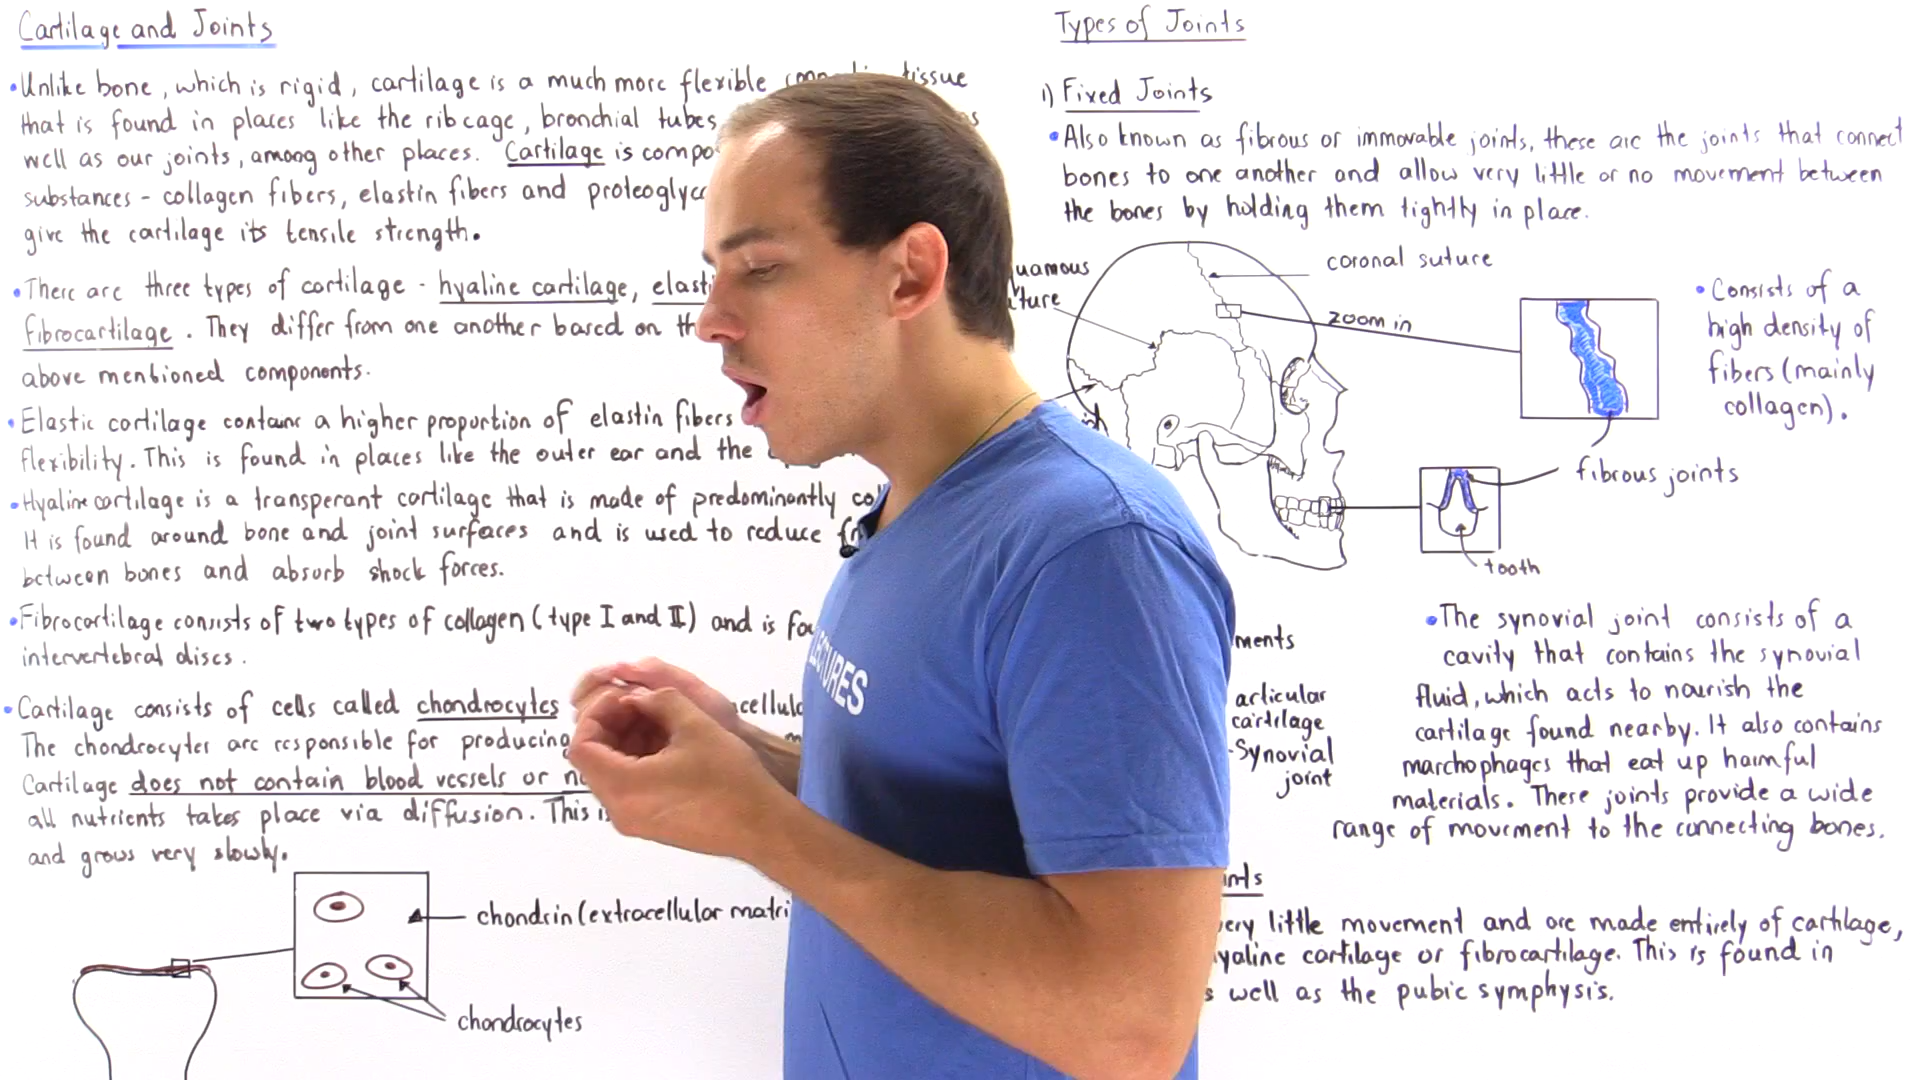 Cartilage and Joints
•Unlike bone, which is rigid, cartilage is a much more flexible tissue
that is found in places like the rib cage, bronchial tubes
well as our joints, among other places. Cartilage is
substances - collagen fibers, elastin fibers and
give the cartilage its tensile strength.
•There are three types of cartilage - hyaline cartilage,
fibrocartilage. They differ from one another based on
above mentioned components.
•Elastic cartilage contains a higher proportion of elastin fibers
flexibility. This is found in places like the outer ear and the
•Hyaline cartilage is a transperant cartilage that is made of predominantly
It is found around bone and joint surfaces and is used to reduce
between bones and absorb shock forces.
•Fibrocartilage consists of two types of collagen (type I and II) and is
intervertebral discs.
•Cartilage consists of cells called chondrocytes
The chondrocytes are responsible for producing
Cartilage does not contain blood vessels or
all nutrients takes place via diffusion. This is
and grows very slowly.
chondrin (extracellular
chondrocytes
LECTURES
Types of Joints
1) Fixed Joints
•Also known as fibrous or immovable joints, these are the joints that connect
bones to one another and allow very little or no movement between
the bones by holding them tightly in place.
coronal suture
zoom in
•Consists of a
high density of
fibers (mainly
collagen).
fibrous joints
tooth
articular
cartilage
Synovial
joint
•The synovial joint consists of a
cavity that contains the synovial
fluid, which acts to nourish the
cartilage found nearby. It also contains
marchophages that eat up harmful
materials. These joints provide a wide
range of movement to the connecting bones.
little movement and are made entirely of cartilage,
cartilage or fibrocartilage. This is found in
well as the pubic symphysis.